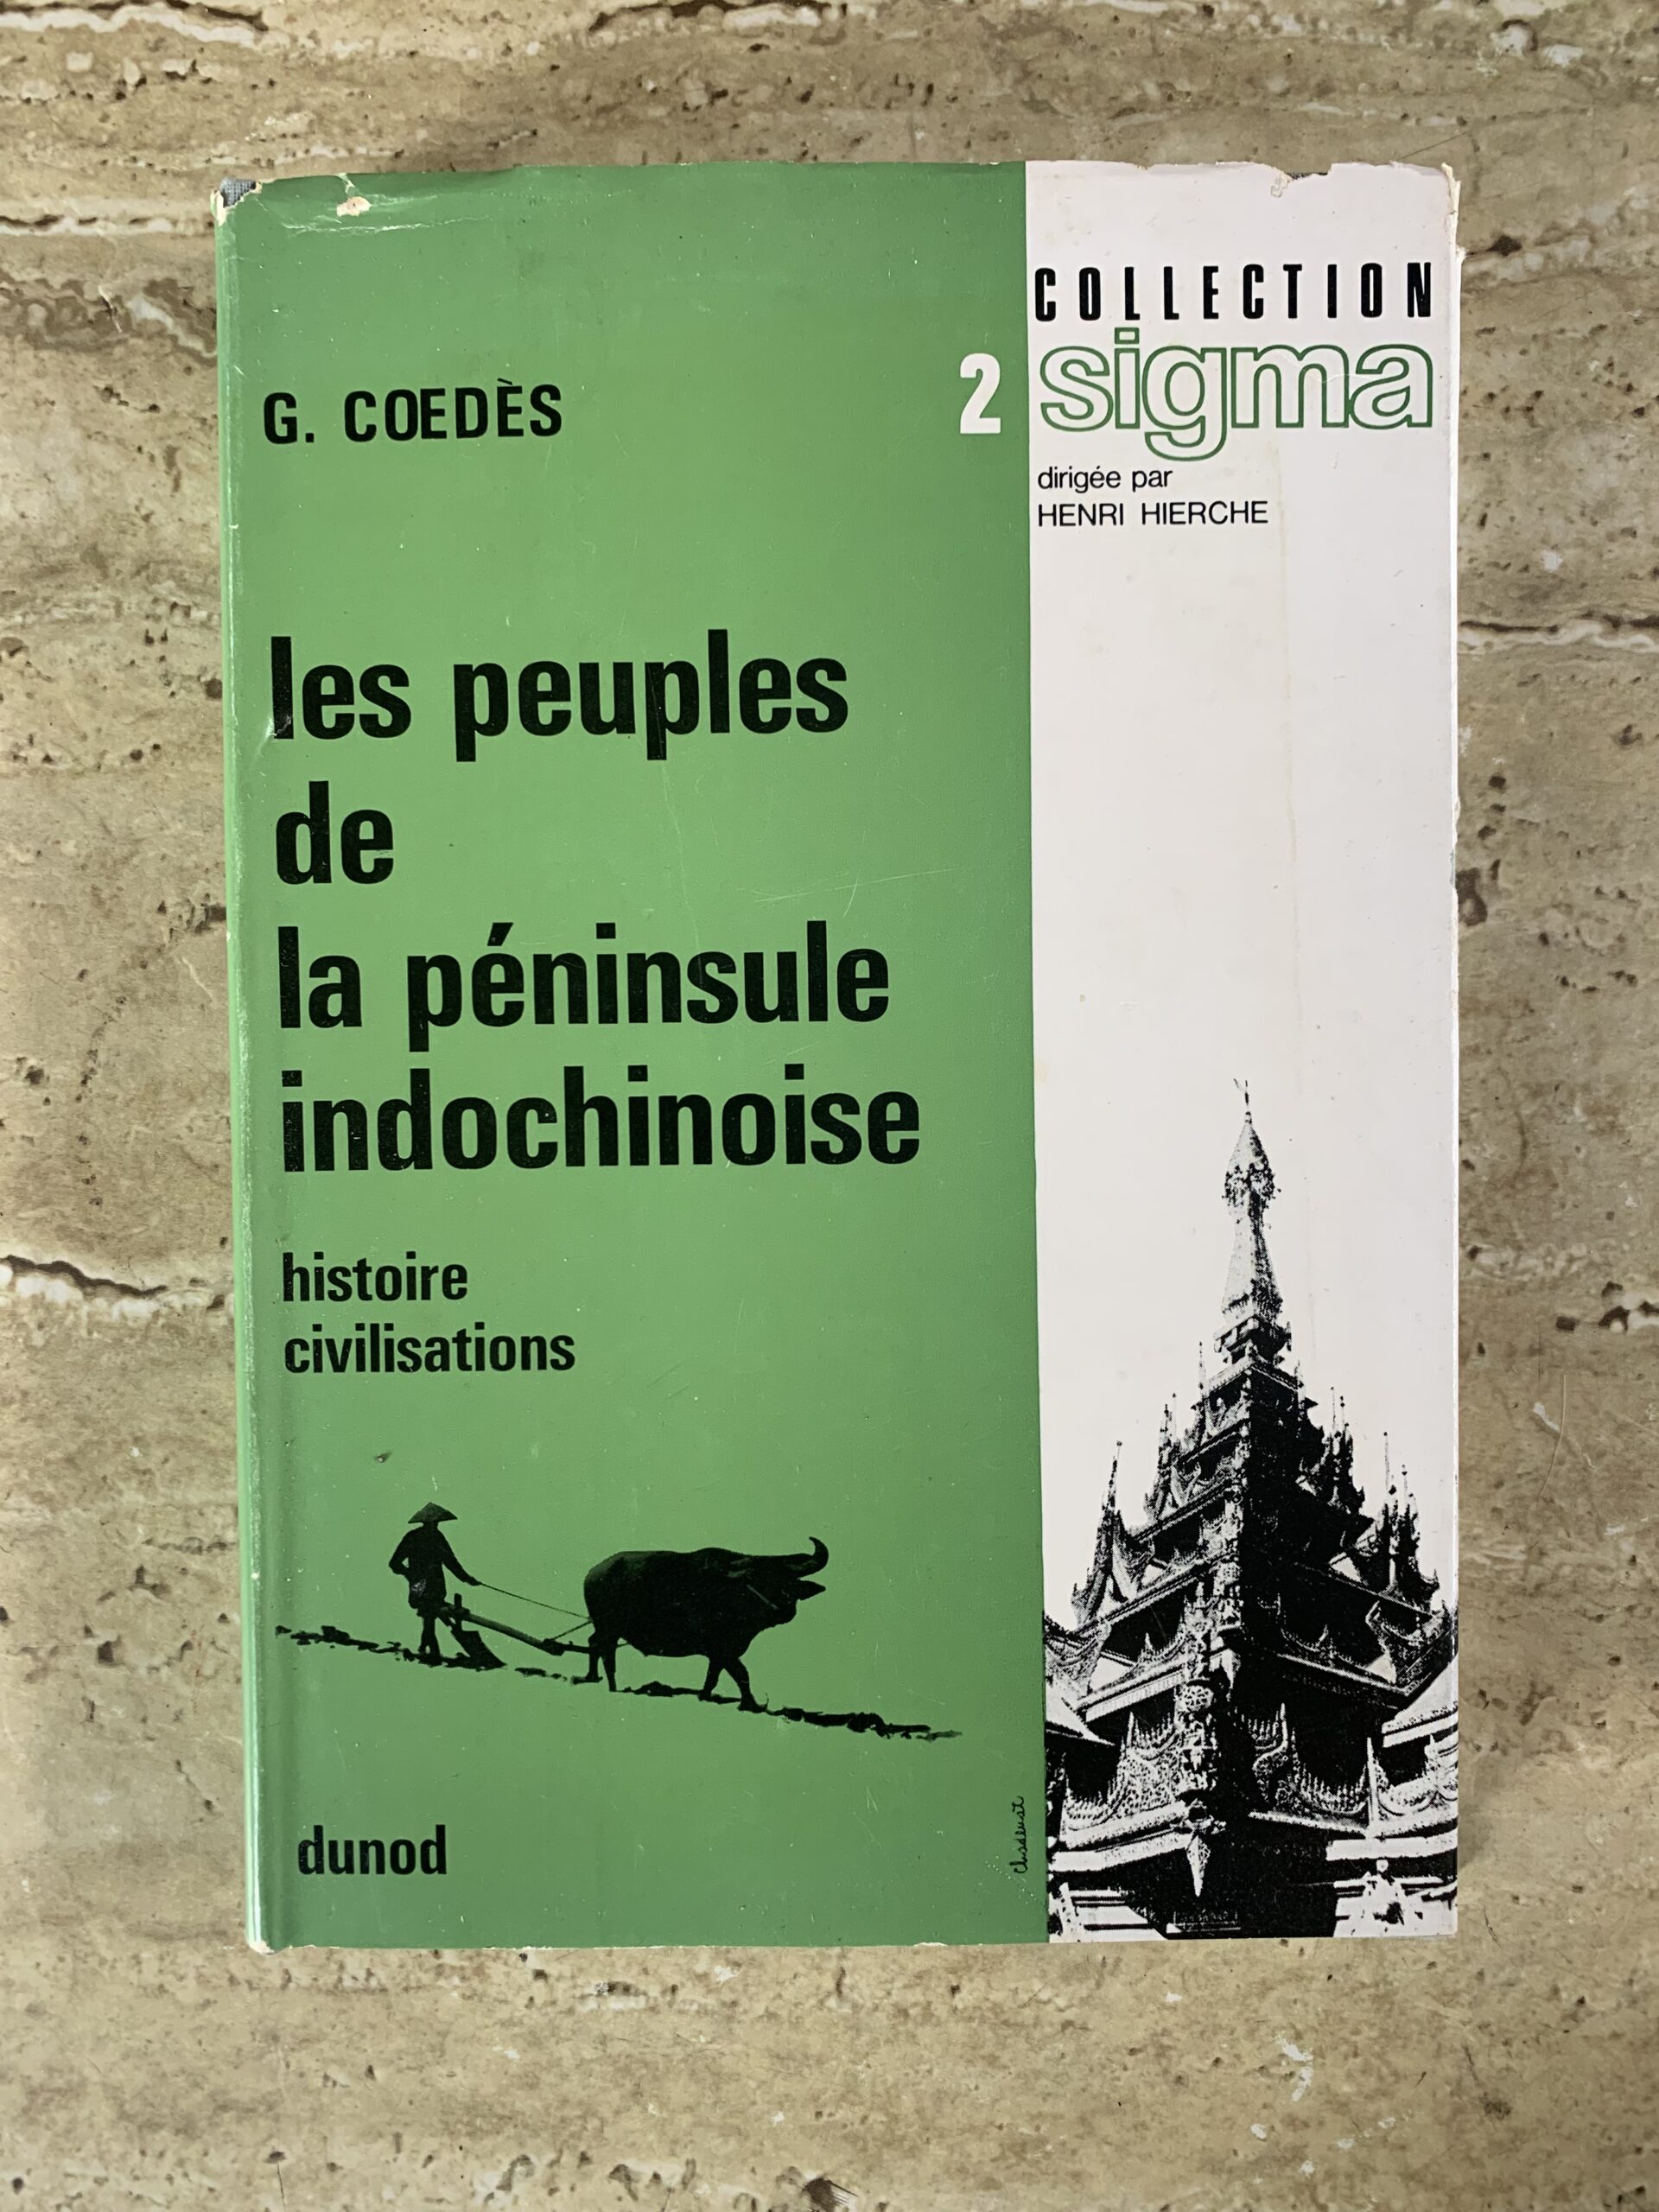 COLLECTION
2 sigma
dirigée par
HENRI HIERCHE
G. COEDÈS
les peuples
de
la péninsule
indochinoise
histoire
civilisations
dunod